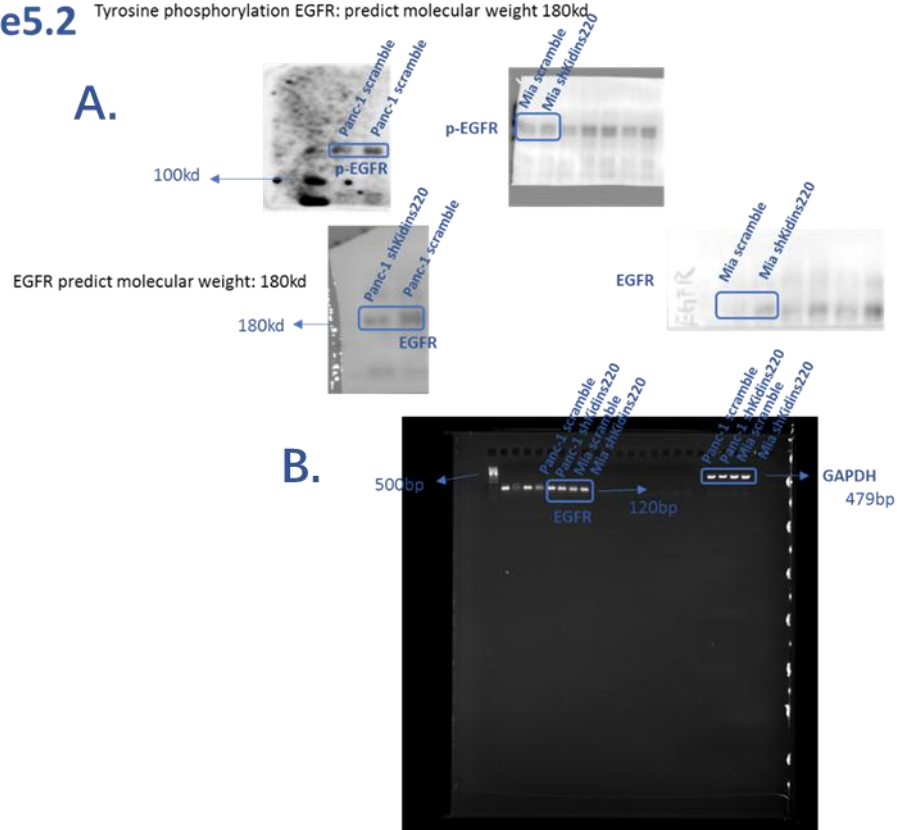 e5.2
Tyrosine phosphorylation EGFR: predict molecular weight 180kd
A.
Panc-1 scramble
Panc-1 scramble
p-EGFR
100kd
Mia scramble
Mia shKidins220
p-EGFR
Panc-1 shKidins220
Panc-1 scramble
EGFR predict molecular weight: 180kd
180kd
EGFR
Mia scramble
Mia shKidins220
EGFR
EGFR
B.
Panc-1 scramble
Panc-1 shKidins220
Mia scramble
Mia shKidins220
500bp
EGFR
120bp
Panc-1 scramble
Panc-1 shKidins220
Mia scramble
Mia shKidins220
GAPDH
479bp